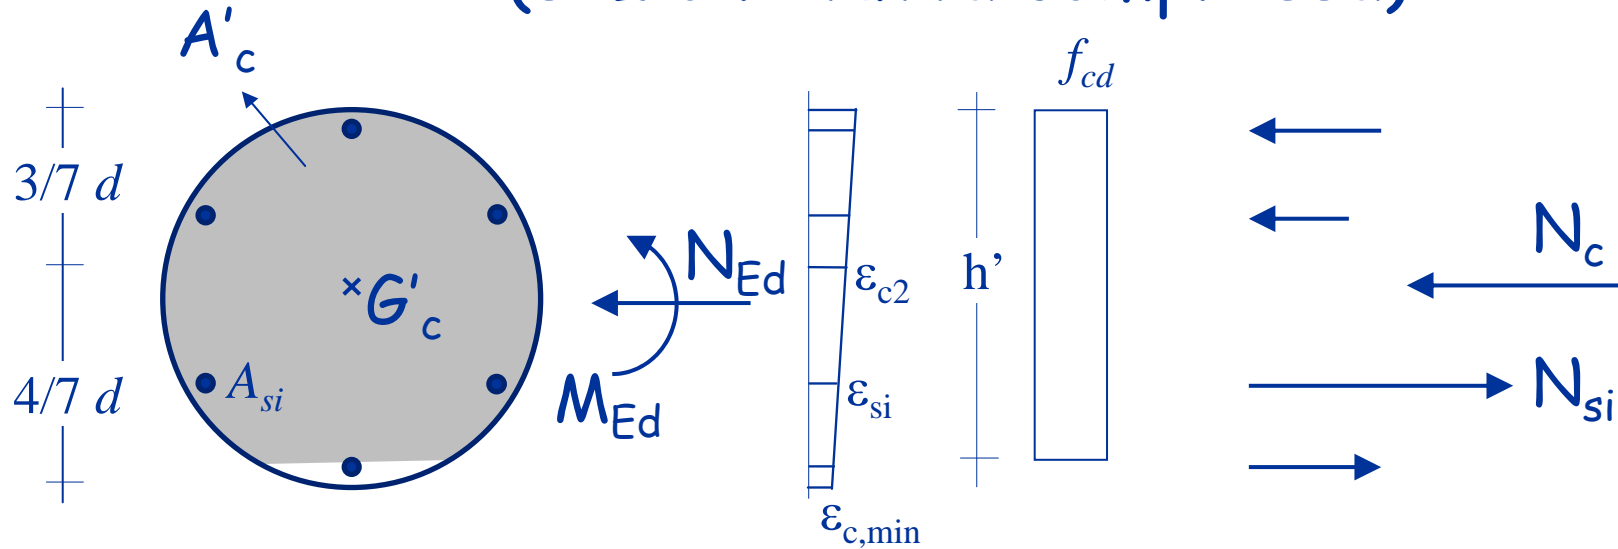 A'c
fcd
3/7 d
NEd
εc2
h’
Nc
G'c
4/7 d
Asi
MEd
εsi
Nsi
εc,min